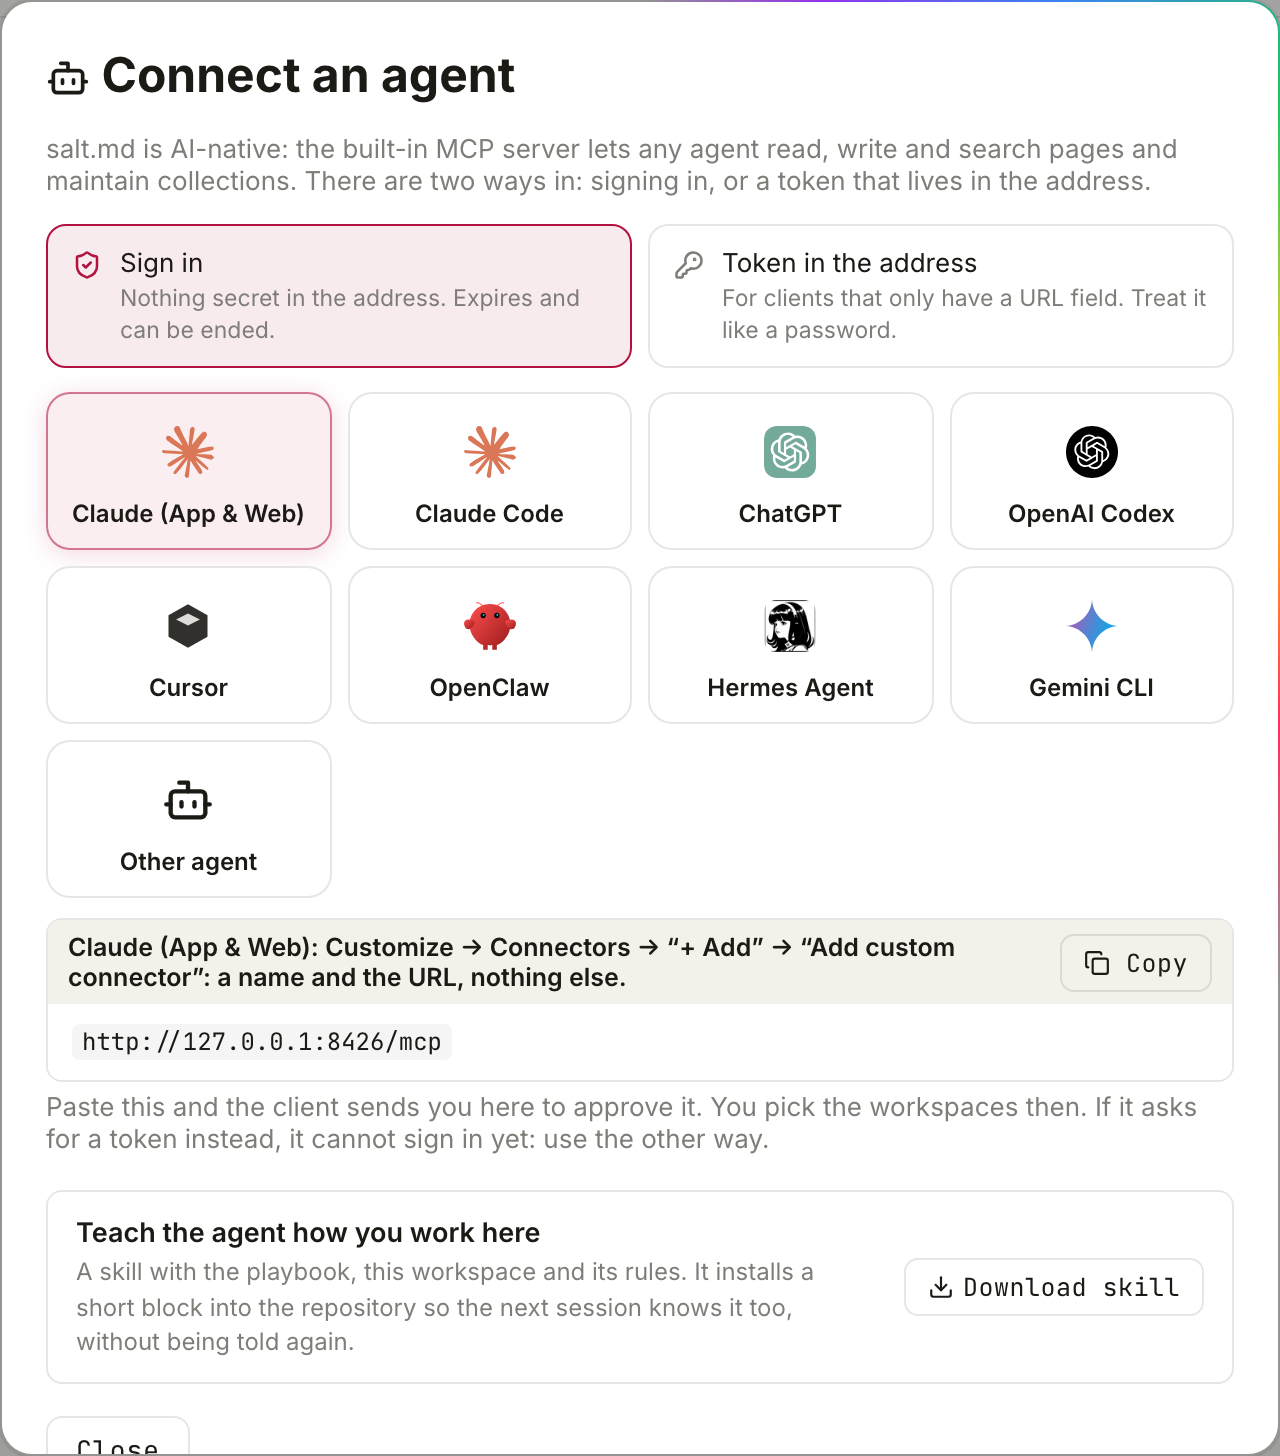 Connect an agent
salt.md is AI-native: the built-in MCP server lets any agent read, write and search pages and
maintain collections. There are two ways in: signing in, or a token that lives in the address.
Sign in
Nothing secret in the address. Expires and
can be ended.
Token in the address
For clients that only have a URL field. Treat it
like a password.
Claude (App & Web)
Claude Code
ChatGPT
OpenAI Codex
Cursor
OpenClaw
Hermes Agent
Gemini CLI
Other agent
Claude (App & Web): Customize → Connectors → “+ Add” → “Add custom
connector”: a name and the URL, nothing else.
Copy
http://127.0.0.1:8426/mcp
Paste this and the client sends you here to approve it. You pick the workspaces then. If it asks
for a token instead, it cannot sign in yet: use the other way.
Teach the agent how you work here
A skill with the playbook, this workspace and its rules. It installs a
short block into the repository so the next session knows it too,
without being told again.
Download skill
Close